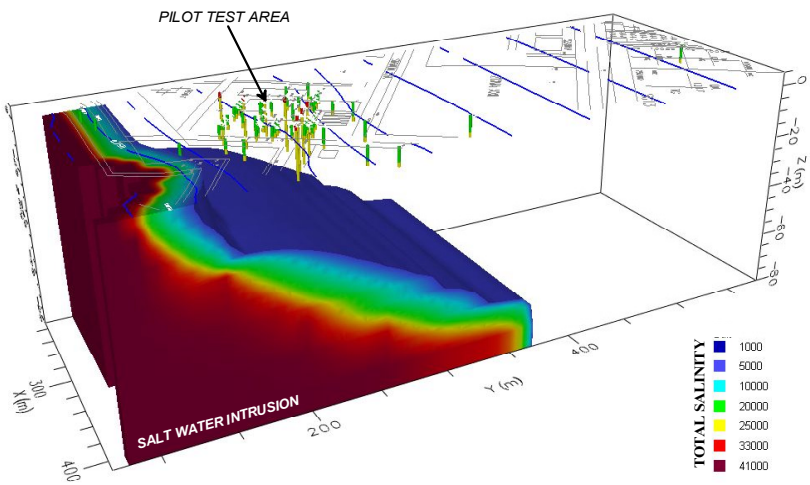 PILOT TEST AREA
0
-20
-40
-60
-80
Z (m)
400
Y (m)
200
300
X (m)
400
SALT WATER INTRUSION
TOTAL SALINITY
1000
5000
10000
20000
25000
33000
41000